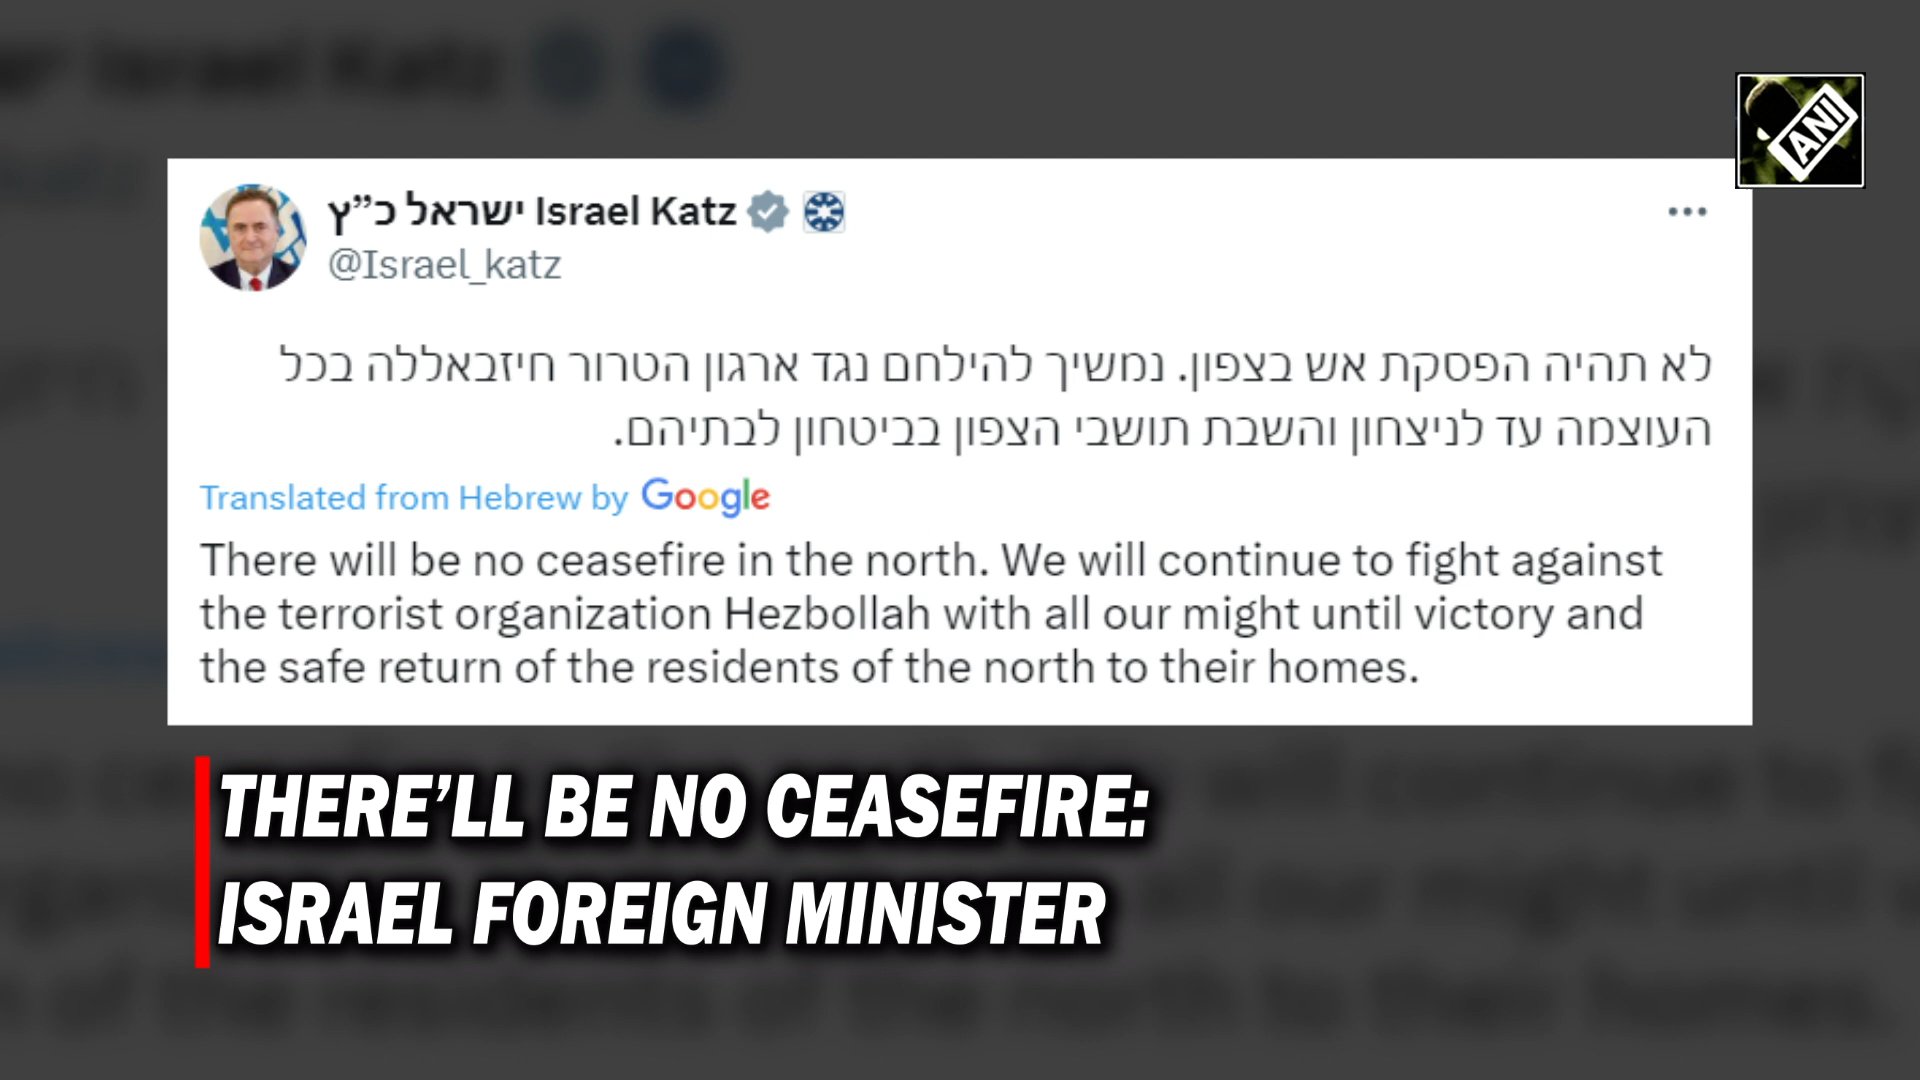 ANI
ישראל כ”ץ Israel Katz
@Israel_katz
לא תהיה הפסקת אש בצפון. נמשיך להילחם נגד ארגון הטרור חיזבאללה בכל
העוצמה עד לניצחון והשבת תושבי הצפון בביטחון לבתיהם.
Translated from Hebrew by Google
There will be no ceasefire in the north. We will continue to fight against
the terrorist organization Hezbollah with all our might until victory and
the safe return of the residents of the north to their homes.
THERE’LL BE NO CEASEFIRE:
ISRAEL FOREIGN MINISTER